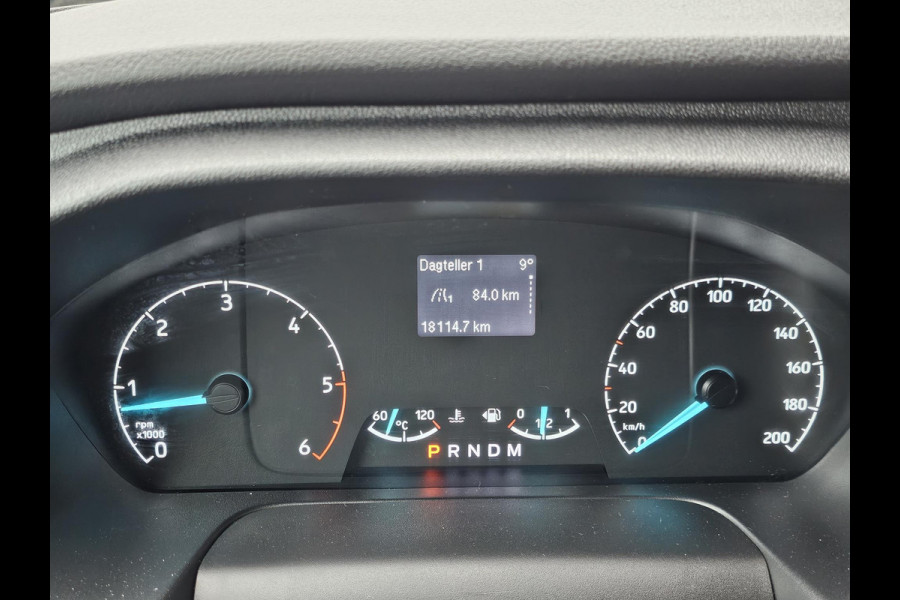 Dagteller 1 9°
1 84.0 km
18114.7 km
0 1 2 3 4 5 6
rpm
x1000
60 120
°C
0 1/2 1
P R N D M
0 20 40 60 80 100 120 140 160 180 200
km/h